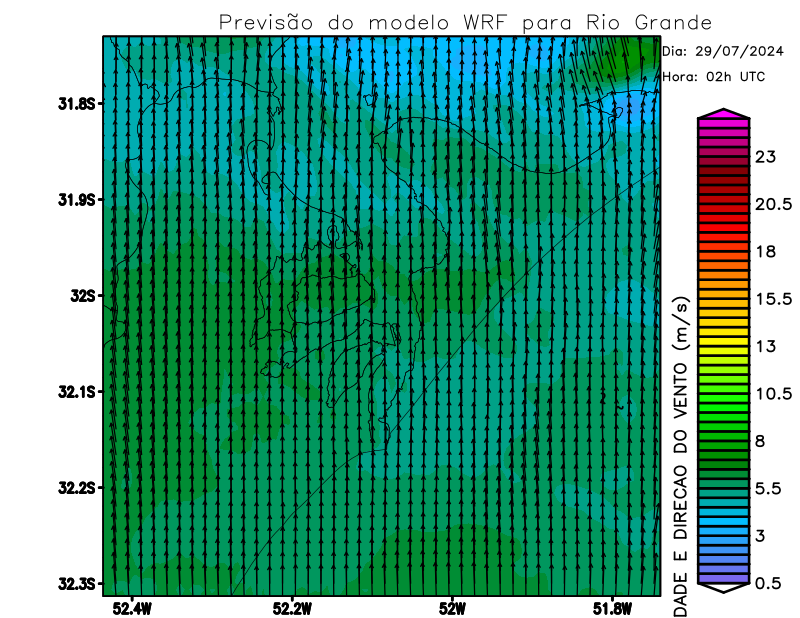 Previsão do modelo WRF para Rio Grande
Dia: 29/07/2024
Hora: 02h UTC
31.8S
31.9S
32S
32.1S
32.2S
32.3S
52.4W
52.2W
52W
51.8W
23
20.5
18
15.5
13
10.5
8
5.5
3
0.5
DADE E DIRECAO DO VENTO (m/s)